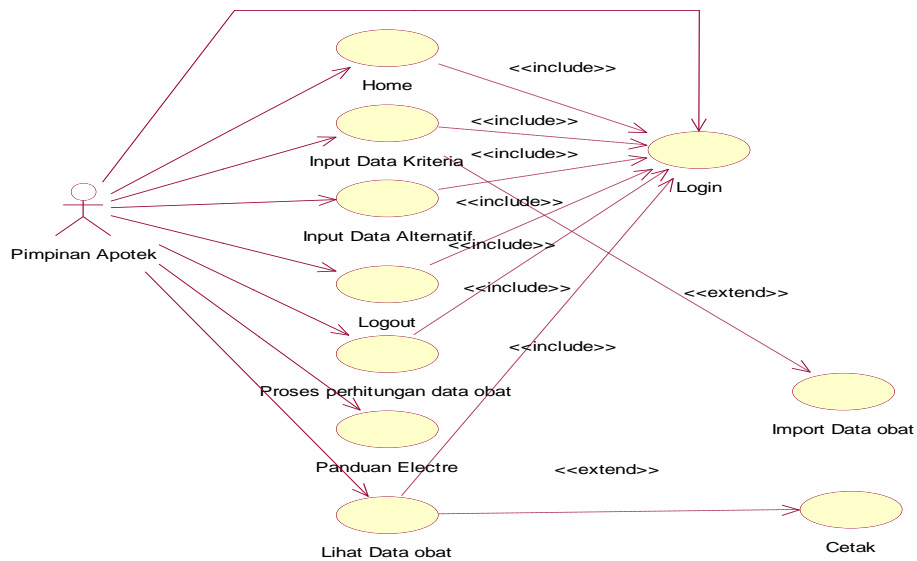 <<include>>
Home
<<include>>
Input Data Kriteria
<<include>>
Login
<<include>>
Input Data Alternatif.
<<include>>
Pimpinan Apotek
<<include>>
<<extend>>
Logout
<<include>>
Proses perhitungan data obat
Import Data obat
Panduan Electre
<<extend>>
Lihat Data obat
Cetak